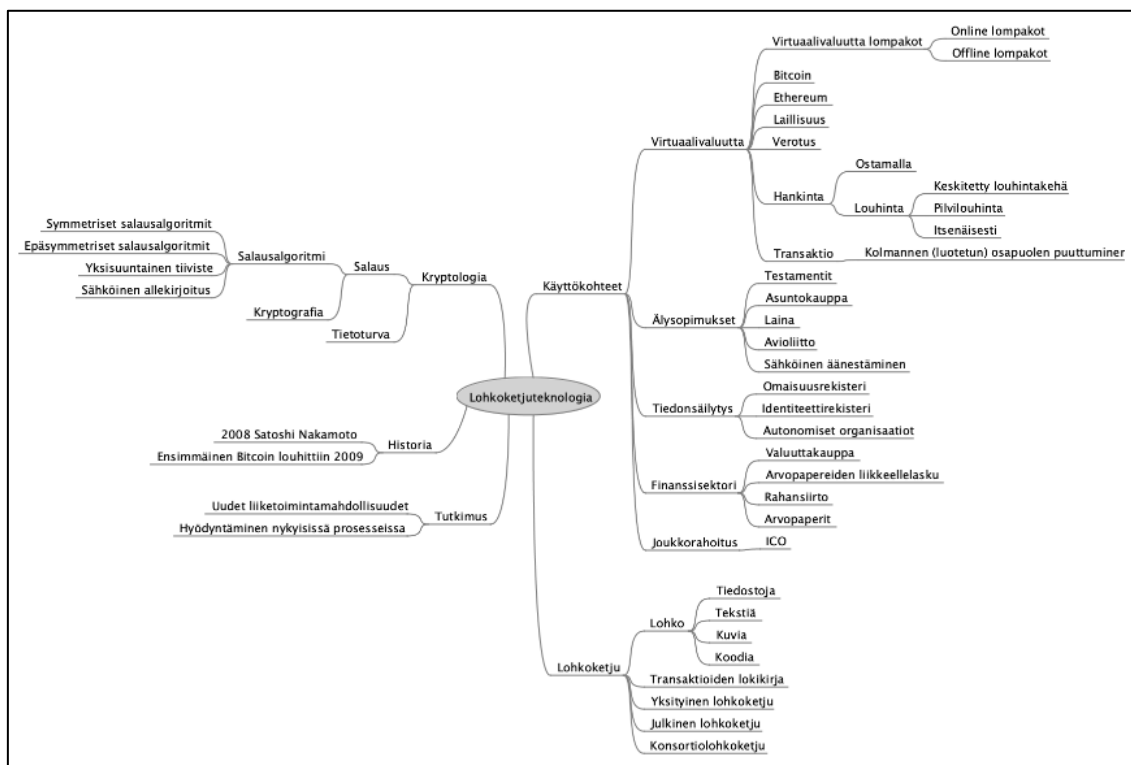 Lohkoketjuteknologia
Kryptologia
Salaus
Salausalgoritmi
Symmetriset salausalgoritmit
Epäsymmetriset salausalgoritmit
Yksisuuntainen tiiviste
Sähköinen allekirjoitus
Kryptografia
Tietoturva
Historia
2008 Satoshi Nakamoto
Ensimmäinen Bitcoin louhittiin 2009
Tutkimus
Uudet liiketoimintamahdollisuudet
Hyödyntäminen nykyisissä prosesseissa
Käyttökohteet
Virtuaalivaluutta
Virtuaalivaluutta lompakot
Online lompakot
Offline lompakot
Bitcoin
Ethereum
Laillisuus
Verotus
Hankinta
Ostamalla
Louhinta
Keskitetty louhintakehä
Pilvilouhinta
Itsenäisesti
Transaktio
Kolmannen (luotetun) osapuolen puuttuminer
Älysopimukset
Testamentit
Asuntokauppa
Laina
Avioliitto
Sähköinen äänestäminen
Tiedonsäilytys
Omaisuusrekisteri
Identiteettirekisteri
Autonomiset organisaatiot
Finanssisektori
Valuuttakauppa
Arvopapereiden liikkeellelasku
Rahansiirto
Arvopaperit
Joukkorahoitus
ICO
Lohkoketju
Lohko
Tiedostoja
Tekstiä
Kuvia
Koodia
Transaktioiden lokikirja
Yksityinen lohkoketju
Julkinen lohkoketju
Konsortiolohkoketju